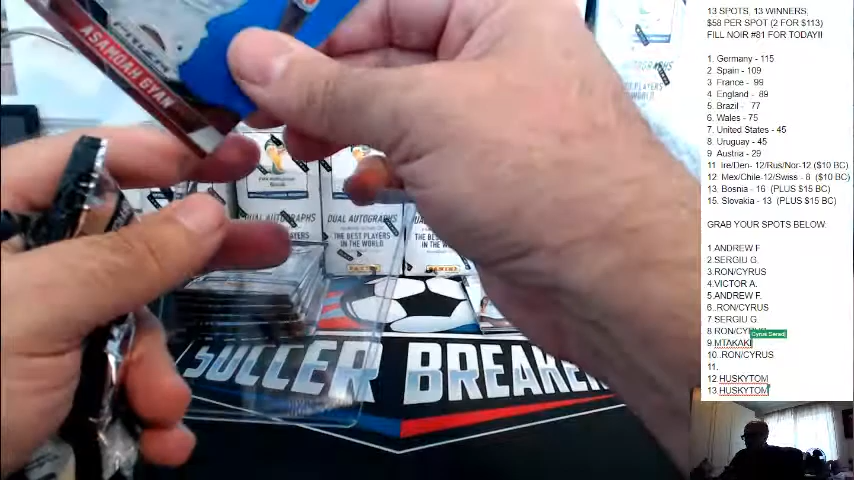 13 SPOTS, 13 WINNERS,
$58 PER SPOT (2 FOR $113)
FILL NOIR #81 FOR TODAY!!
1. Germany - 115
2 Spain - 109
3 France - 99
4 England - 89
5 Brazil - 77
6. Wales - 75
7. United States - 45
8. Uruguay - 45
9 Austria - 29
11 Ire/Den- 12/Rus/Nor-12 ($10 BC)
12 Mex/Chile-12/Swiss - 8 ($10 BC)
13. Bosnia - 16 (PLUS $15 BC)
15. Slovakia - 13 (PLUS $15 BC)
GRAB YOUR SPOTS BELOW:
1 ANDREW F
2 SERGIU G.
3.RON/CYRUS
4.VICTOR A.
5.ANDREW F.
6 .RON/CYRUS
7 SERGIU G.
8 RON/CYRUS
Cyrus Serad
9.MTAKAKI
10. RON/CYRUS
11.
12.HUSKYTOM
13.HUSKYTOM
ASAMOAH GYAN
DUAL AUTOGRAPHS
THE BEST PLAYERS
IN THE WORLD
PANINI
SOCCER BREAKER